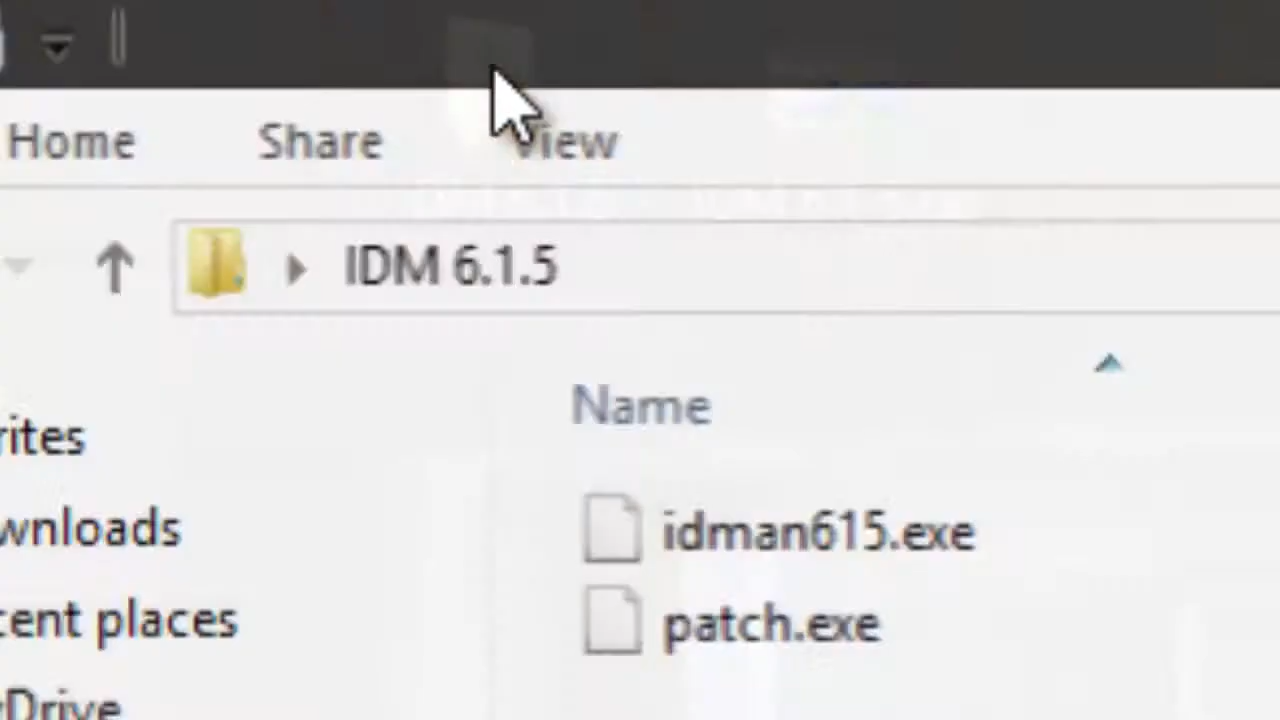 Home Share View
IDM 6.1.5
Name
rites
wnloads
cent places
Drive
idman615.exe
patch.exe